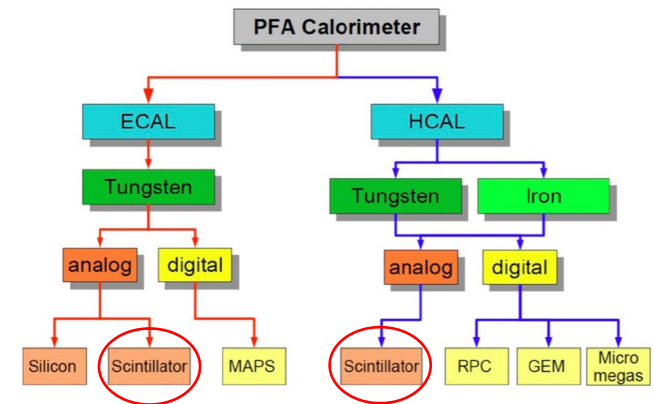 PFA Calorimeter
ECAL
HCAL
Tungsten
Tungsten
Iron
analog
digital
analog
digital
Silicon
Scintillator
MAPS
Scintillator
RPC
GEM
Micro
megas